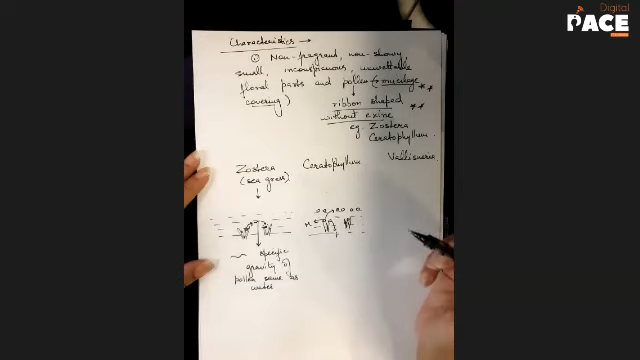 Digital
PACE
Characteristics →
① Non-fragrant, non-showy,
small, inconspicuous, unwettable
floral parts and pollen (→ mucilage **
covering)
ribbon shaped **
without exine
eg Zostera
Ceratophyllum
Zostera
(sea grass)
Ceratophyllum
Vallisneria
specific
gravity of
pollen same as
water